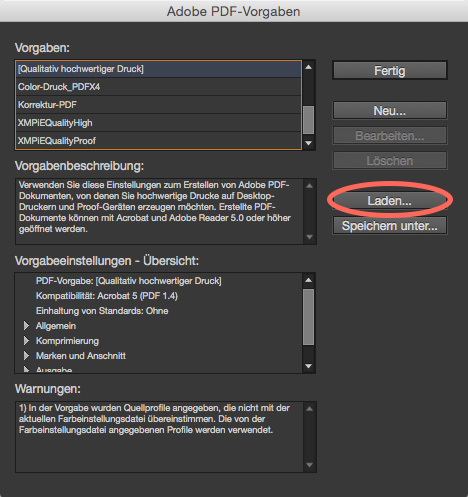 Adobe PDF-Vorgaben
Vorgaben:
[Qualitativ hochwertiger Druck]
Color-Druck_PDFX4
Korrektur-PDF
XMPiEQualityHigh
XMPiEQualityProof
Fertig
Neu...
Bearbeiten...
Löschen
Laden...
Speichern unter...
Vorgabenbeschreibung:
Verwenden Sie diese Einstellungen zum Erstellen von Adobe PDF-
Dokumenten, von denen Sie hochwertige Drucke auf Desktop-
Druckern und Proof-Geräten erzeugen möchten. Erstellte PDF-
Dokumente können mit Acrobat und Adobe Reader 5.0 oder höher
geöffnet werden.
Vorgabeeinstellungen - Übersicht:
PDF-Vorgabe: [Qualitativ hochwertiger Druck]
Kompatibilität: Acrobat 5 (PDF 1.4)
Einhaltung von Standards: Ohne
Allgemein
Komprimierung
Marken und Anschnitt
Ausgabe
Warnungen:
1) In der Vorgabe wurden Quellprofile angegeben, die nicht mit der
aktuellen Farbeinstellungsdatei übereinstimmen. Die von der
Farbeinstellungsdatei angegebenen Profile werden verwendet.